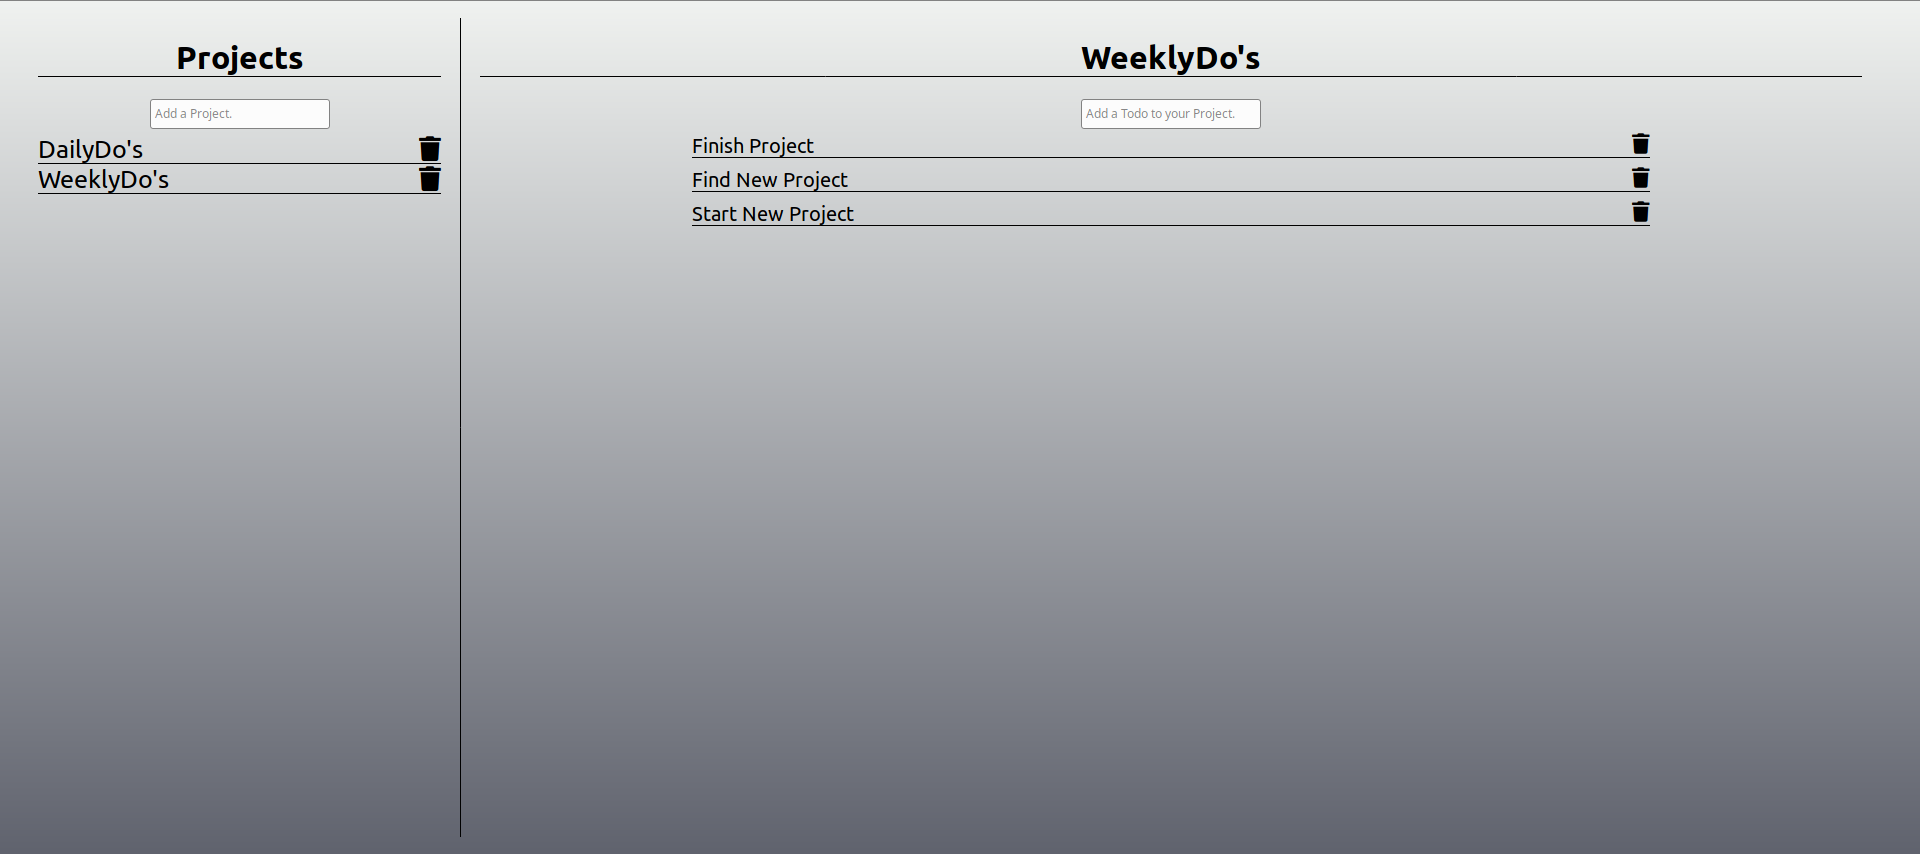 Projects
Add a Project.
DailyDo's
WeeklyDo's
WeeklyDo's
Add a Todo to your Project.
Finish Project
Find New Project
Start New Project